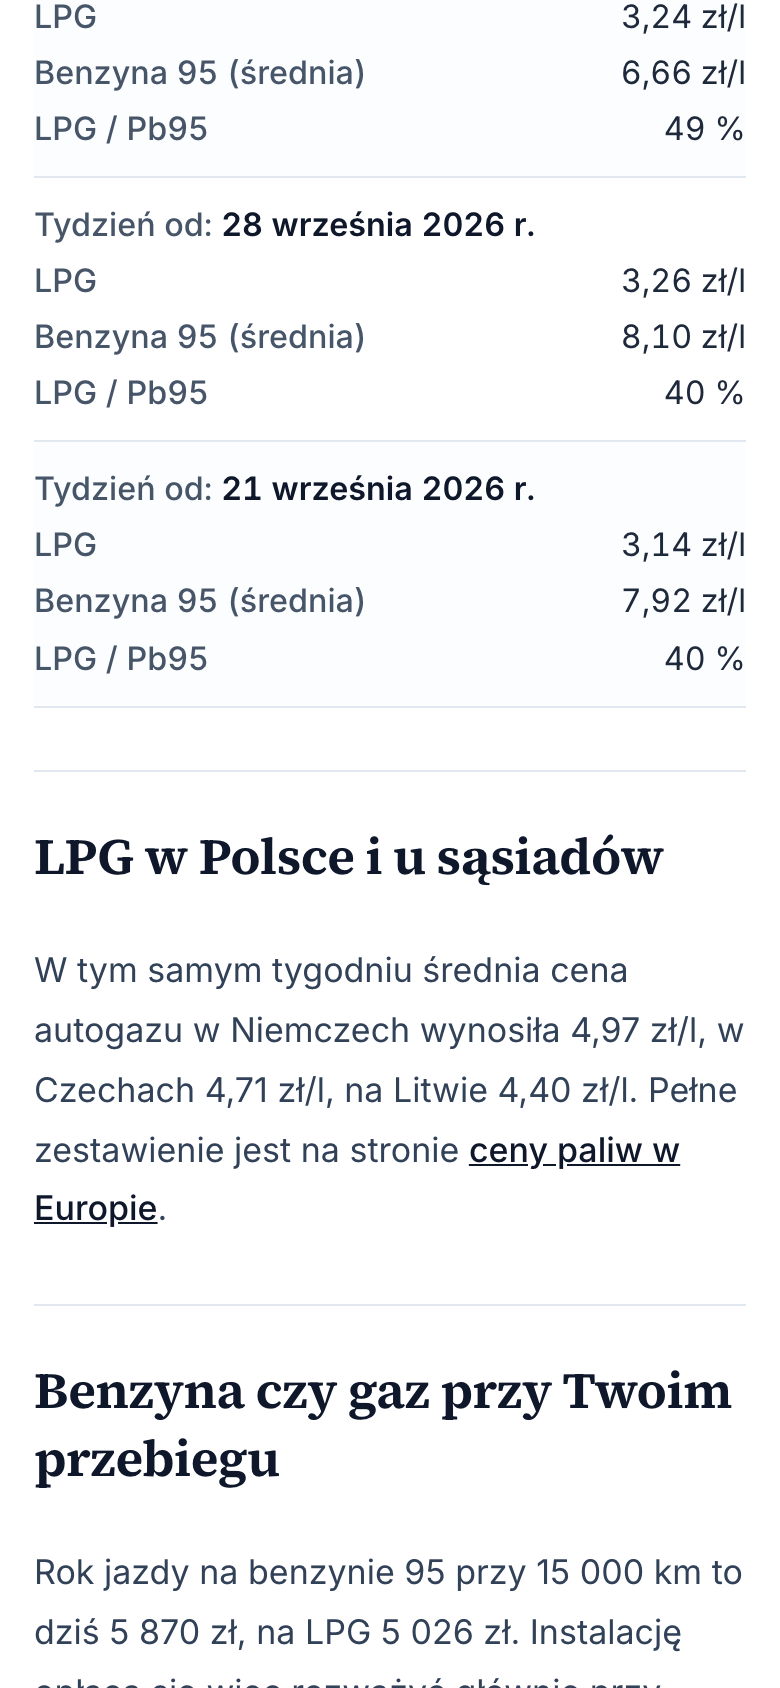 LPG 3,24 zł/l
Benzyna 95 (średnia) 6,66 zł/l
LPG / Pb95 49 %
Tydzień od: 28 września 2026 r.
LPG 3,26 zł/l
Benzyna 95 (średnia) 8,10 zł/l
LPG / Pb95 40 %
Tydzień od: 21 września 2026 r.
LPG 3,14 zł/l
Benzyna 95 (średnia) 7,92 zł/l
LPG / Pb95 40 %
LPG w Polsce i u sąsiadów
W tym samym tygodniu średnia cena
autogazu w Niemczech wynosiła 4,97 zł/l, w
Czechach 4,71 zł/l, na Litwie 4,40 zł/l. Pełne
zestawienie jest na stronie ceny paliw w
Europie.
Benzyna czy gaz przy Twoim
przebiegu
Rok jazdy na benzynie 95 przy 15 000 km to
dziś 5 870 zł, na LPG 5 026 zł. Instalację